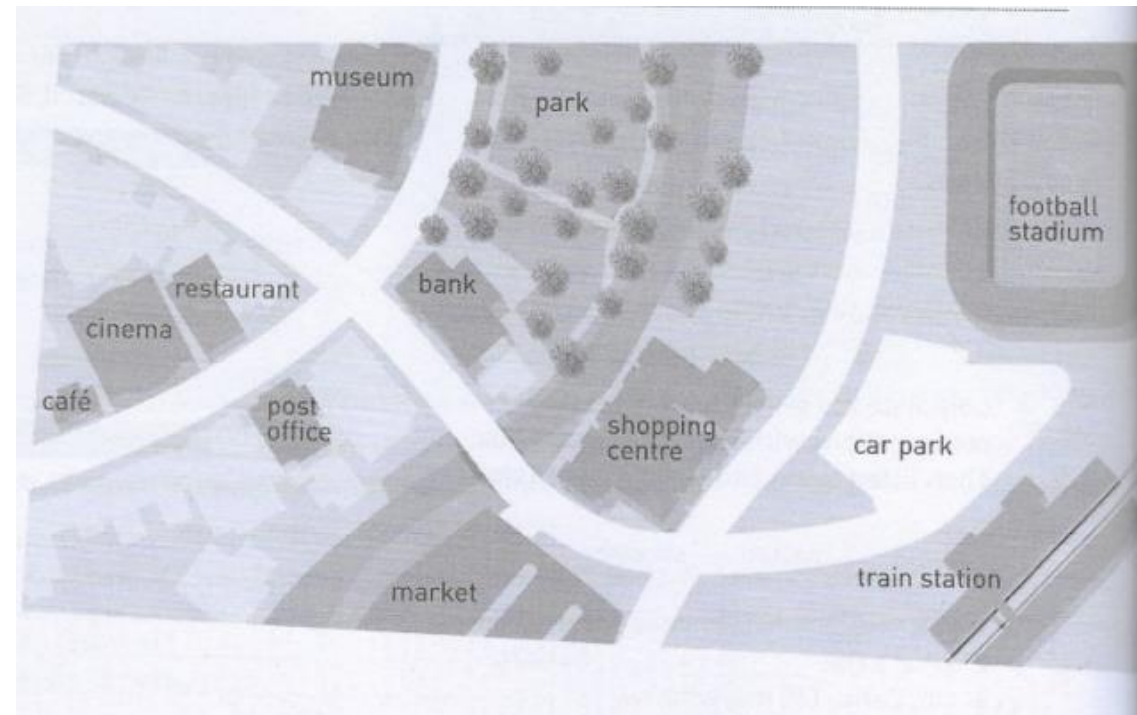 museum
park
football
stadium
bank
restaurant
cinema
café
post
office
shopping
centre
car park
market
train station